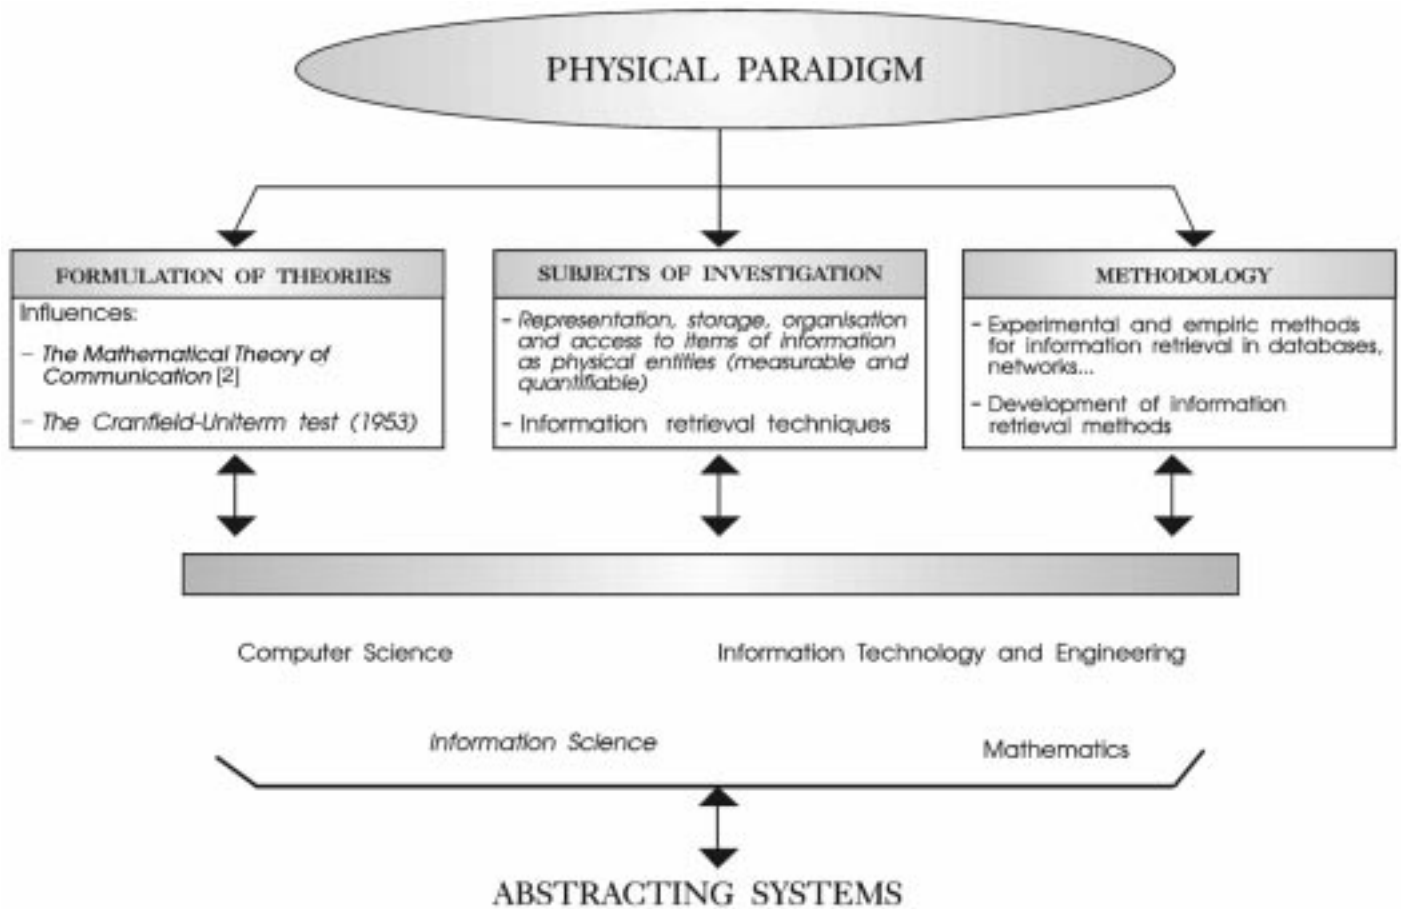 PHYSICAL PARADIGM
FORMULATION OF THEORIES
Influences:
- The Mathematical Theory of
Communication [2]
- The Cranfield-Uniterm test (1953)
SUBJECTS OF INVESTIGATION
- Representation, storage, organisation
and access to items of information
as physical entities (measurable and
quantifiable)
- Information retrieval techniques
METHODOLOGY
- Experimental and empiric methods
for information retrieval in databases,
networks...
- Development of information
retrieval methods
Computer Science
Information Technology and Engineering
Information Science
Mathematics
ABSTRACTING SYSTEMS